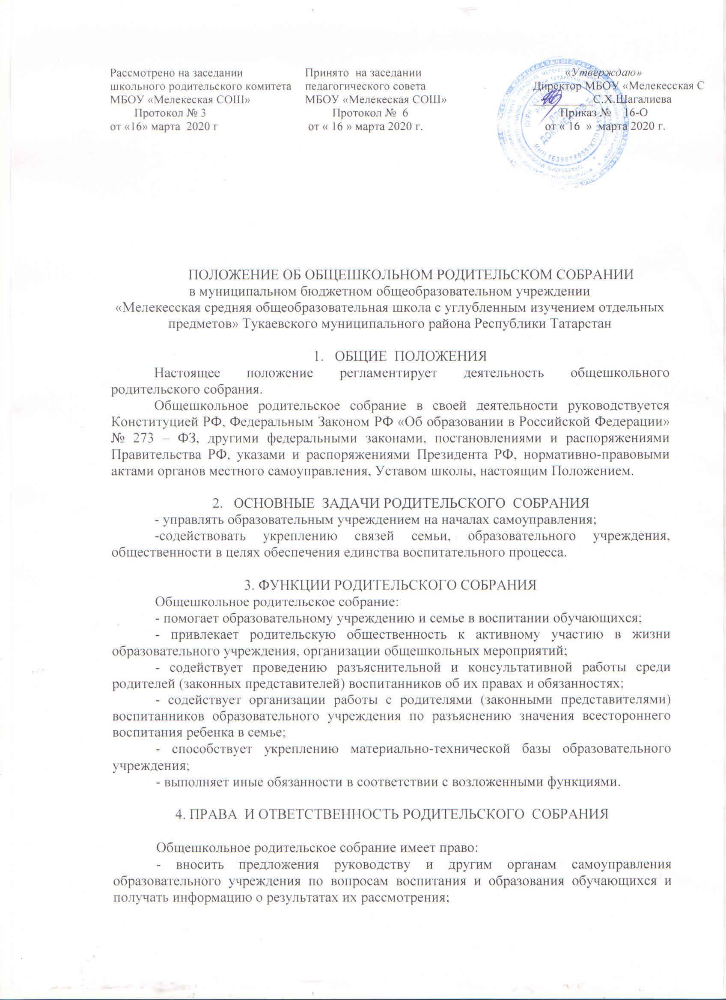 Рассмотрено на заседании
школьного родительского комитета
МБОУ «Мелекеская СОШ»
Протокол № 3
от «16» марта 2020 г
Принято на заседании
педагогического совета
МБОУ «Мелекеская СОШ»
Протокол № 6
от « 16 » марта 2020 г.
«Утверждаю»
Директор МБОУ «Мелекесская С
С.Х.Шагалиева
Приказ № 16-О
от « 16 » марта 2020 г.
ДЛЯ
ДОКУМЕНТОВ
ИНН 1639018959
ПОЛОЖЕНИЕ ОБ ОБЩЕШКОЛЬНОМ РОДИТЕЛЬСКОМ СОБРАНИИ
в муниципальном бюджетном общеобразовательном учреждении
«Мелекесская средняя общеобразовательная школа с углубленным изучением отдельных
предметов» Тукаевского муниципального района Республики Татарстан
1. ОБЩИЕ ПОЛОЖЕНИЯ
Настоящее положение регламентирует деятельность общешкольного
родительского собрания.
Общешкольное родительское собрание в своей деятельности руководствуется
Конституцией РФ, Федеральным Законом РФ «Об образовании в Российской Федерации»
№ 273 – ФЗ, другими федеральными законами, постановлениями и распоряжениями
Правительства РФ, указами и распоряжениями Президента РФ, нормативно-правовыми
актами органов местного самоуправления, Уставом школы, настоящим Положением.
2. ОСНОВНЫЕ ЗАДАЧИ РОДИТЕЛЬСКОГО СОБРАНИЯ
- управлять образовательным учреждением на началах самоуправления;
-содействовать укреплению связей семьи, образовательного учреждения,
общественности в целях обеспечения единства воспитательного процесса.
3. ФУНКЦИИ РОДИТЕЛЬСКОГО СОБРАНИЯ
Общешкольное родительское собрание:
- помогает образовательному учреждению и семье в воспитании обучающихся;
- привлекает родительскую общественность к активному участию в жизни
образовательного учреждения, организации общешкольных мероприятий;
- содействует проведению разъяснительной и консультативной работы среди
родителей (законных представителей) воспитанников об их правах и обязанностях;
- содействует организации работы с родителями (законными представителями)
воспитанников образовательного учреждения по разъяснению значения всестороннего
воспитания ребенка в семье;
- способствует укреплению материально-технической базы образовательного
учреждения;
- выполняет иные обязанности в соответствии с возложенными функциями.
4. ПРАВА И ОТВЕТСТВЕННОСТЬ РОДИТЕЛЬСКОГО СОБРАНИЯ
Общешкольное родительское собрание имеет право:
- вносить предложения руководству и другим органам самоуправления
образовательного учреждения по вопросам воспитания и образования обучающихся и
получать информацию о результатах их рассмотрения;